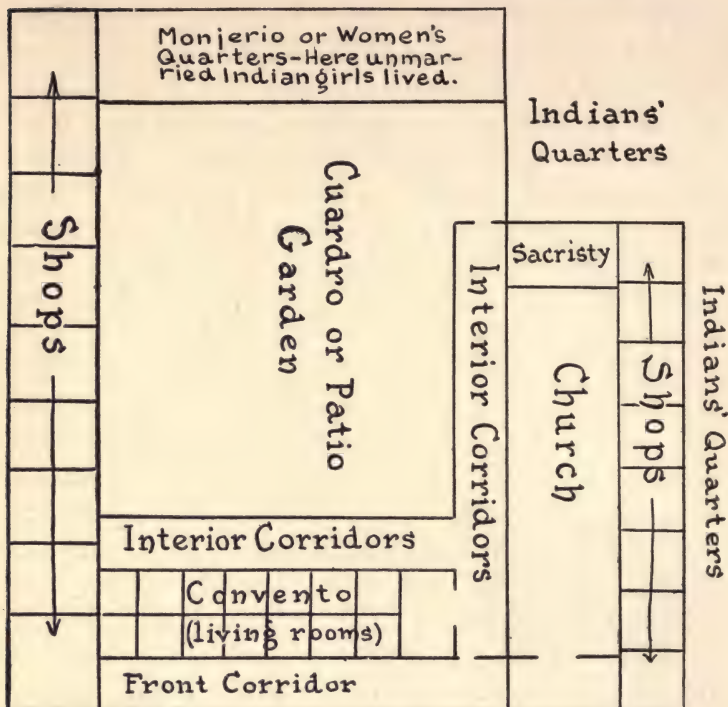 Monjerio or Women's
Quarters-Here unmar-
ried Indian girls lived.
Indians'
Quarters
Shops
Cuardro or Patio
Garden
Interior Corridors
Sacristy
Church
Shops
Indians' Quarters
Interior Corridors
Convento
(living rooms)
Front Corridor